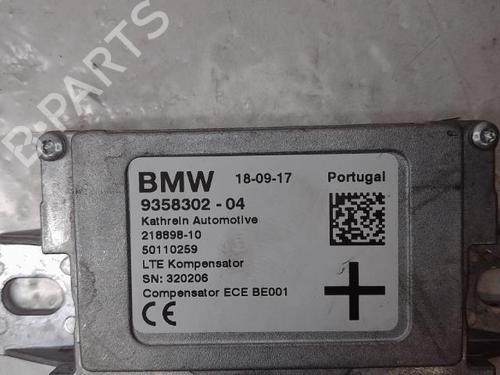 BMW 18-09-17 Portugal
9358302 - 04
Kathrein Automotive
218898-10
50110259
LTE Kompensator
SN: 320206
Compensator ECE BE001
CE
B-PARTS